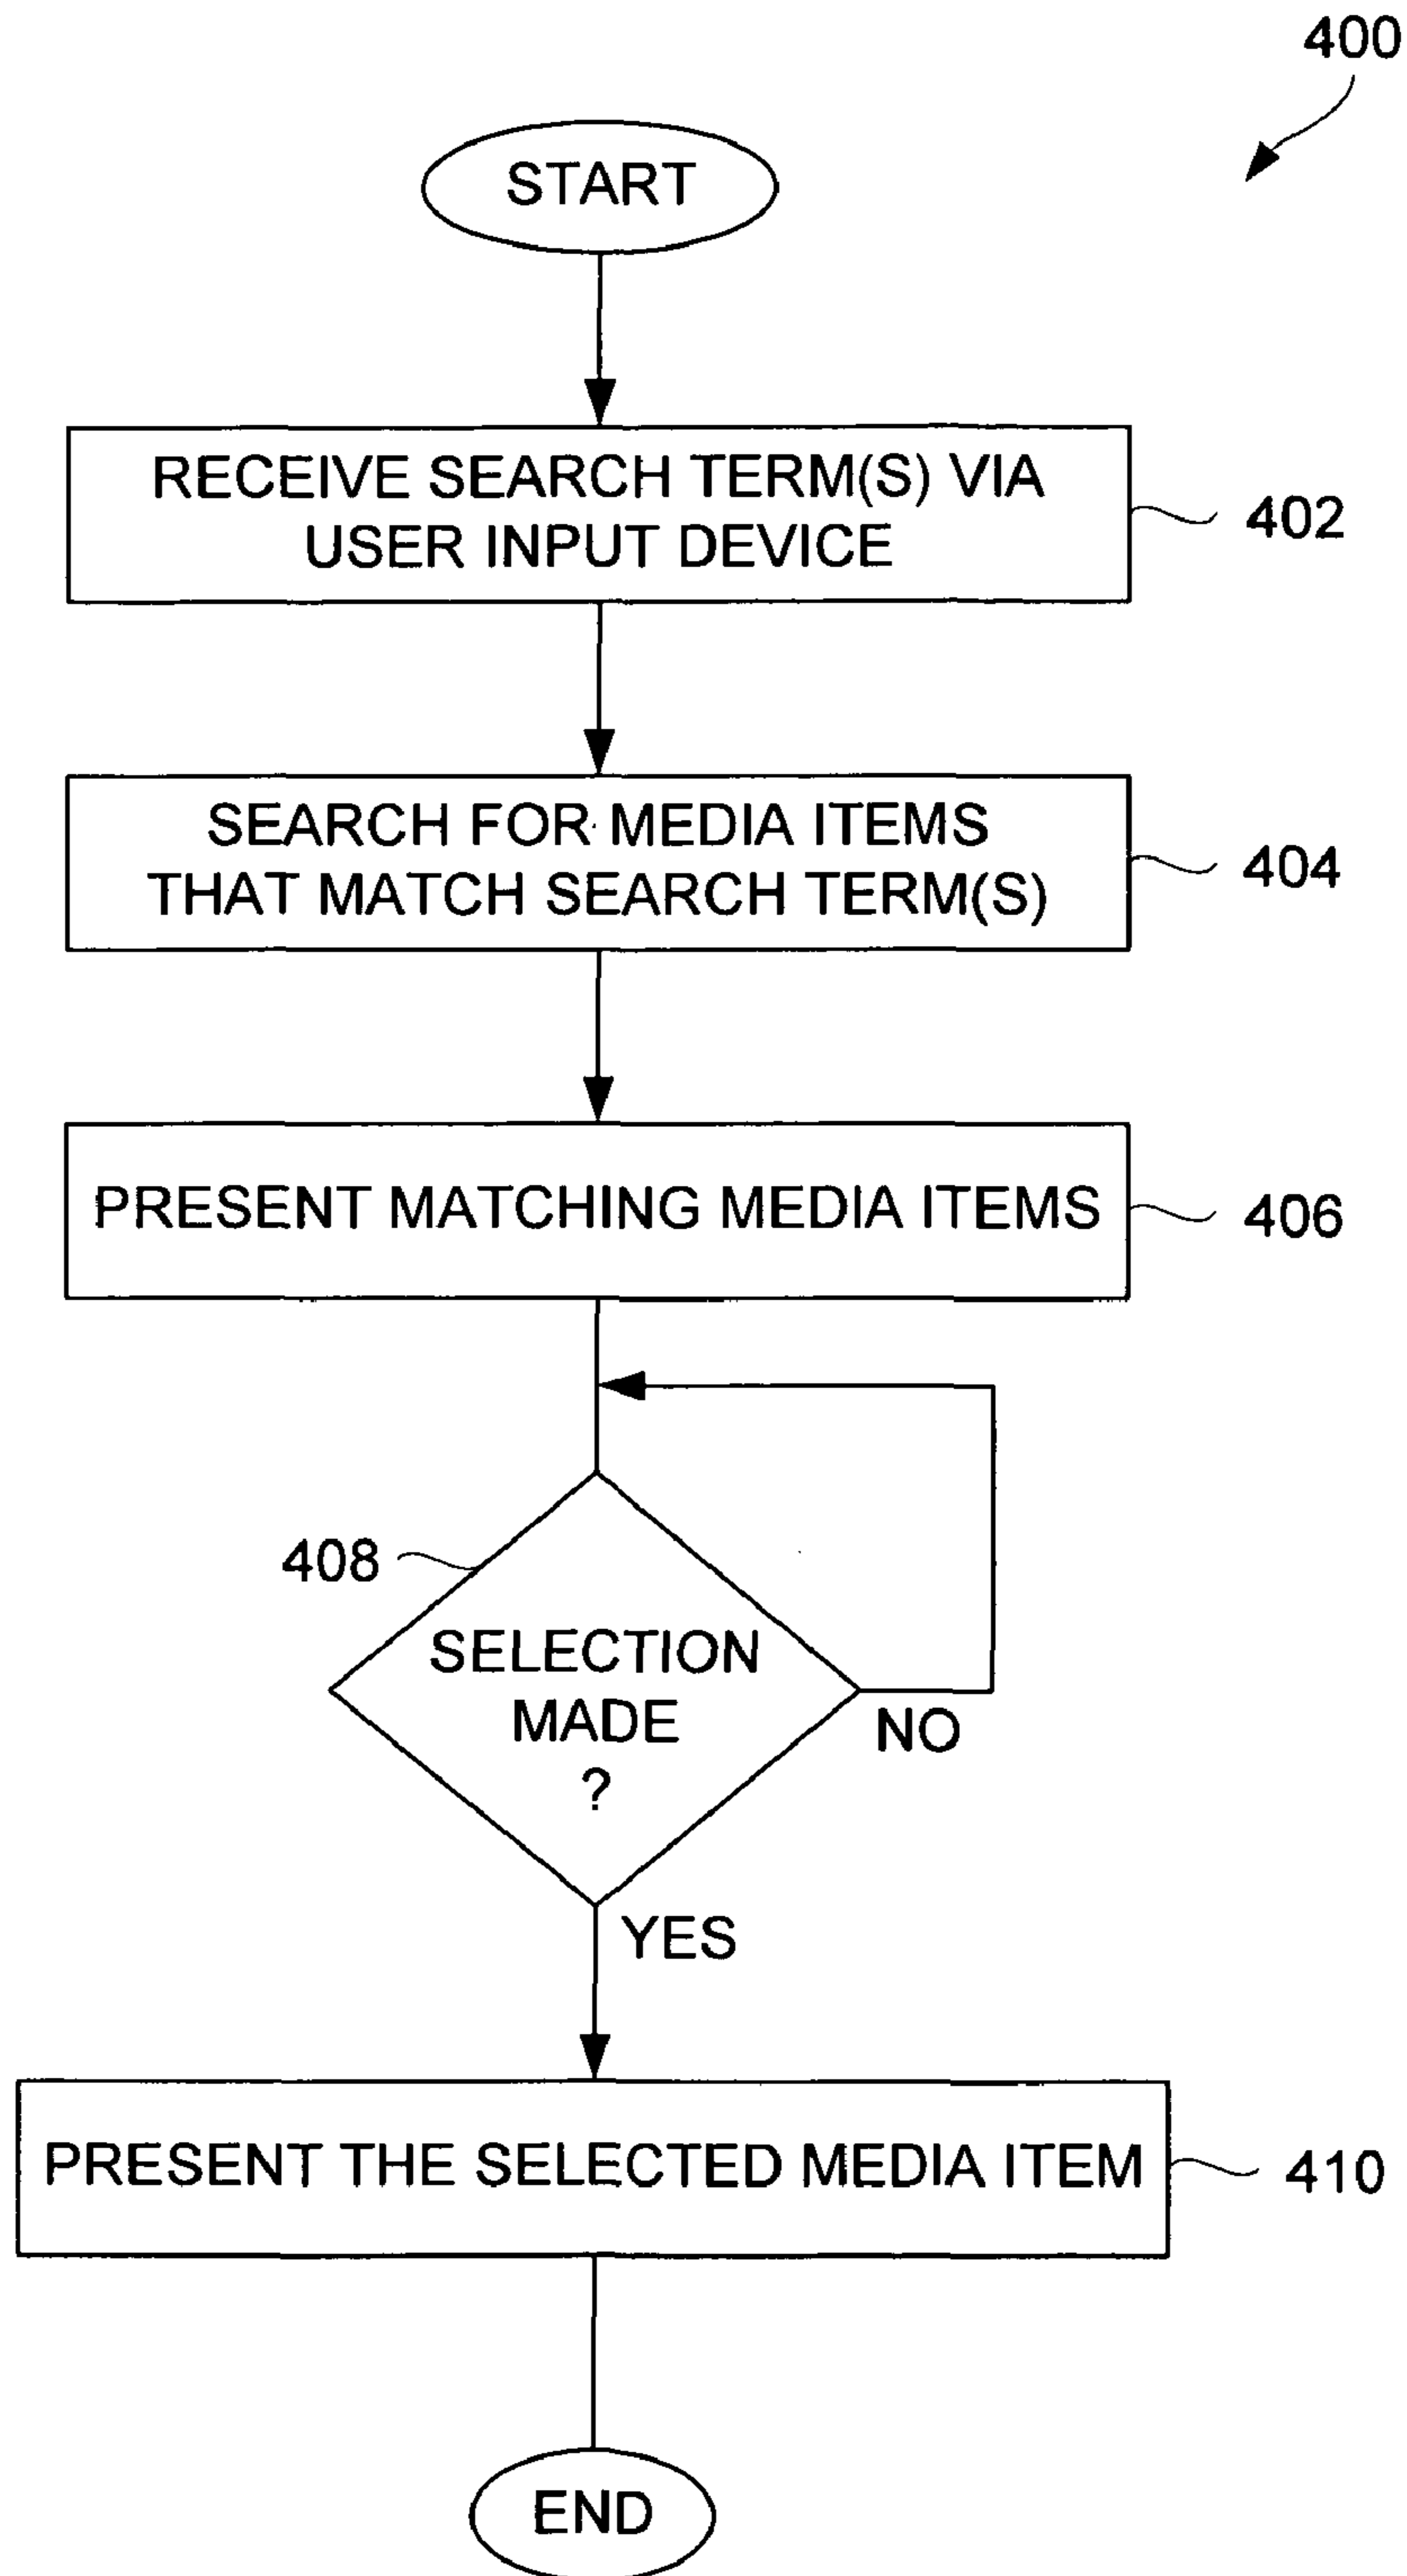 400
START
RECEIVE SEARCH TERM(S) VIA
USER INPUT DEVICE
402
SEARCH FOR MEDIA ITEMS
THAT MATCH SEARCH TERM(S)
404
PRESENT MATCHING MEDIA ITEMS
406
408
SELECTION
MADE
?
NO
YES
PRESENT THE SELECTED MEDIA ITEM
410
END